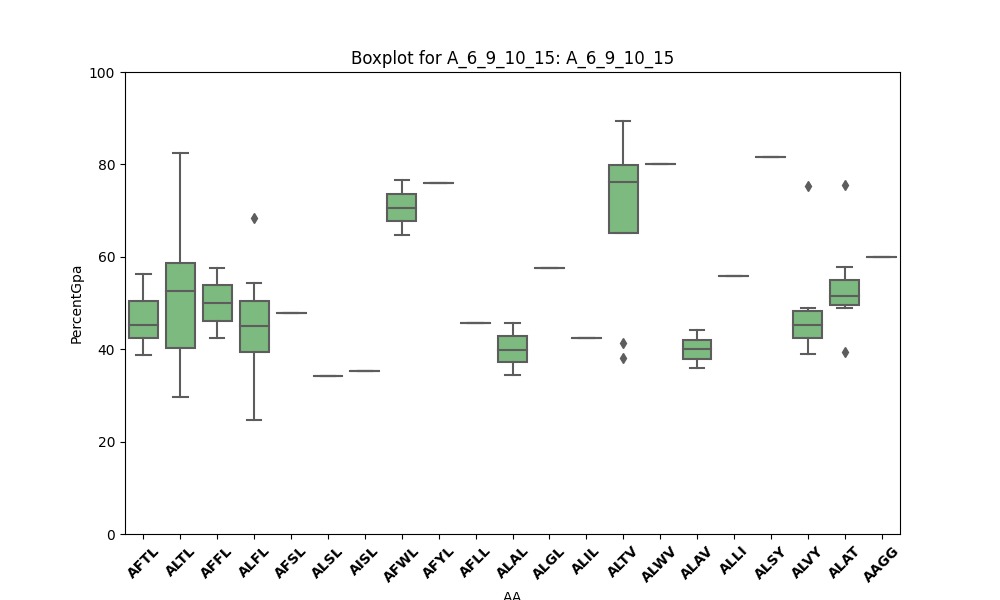 Boxplot for A_6_9_10_15: A_6_9_10_15
100
80
60
40
20
0
PercentGpa
AFTL
ALTL
AFFL
ALFL
AFSL
ALSL
AISL
AFWL
AFYL
AFLL
ALAL
ALGL
ALIL
ALTV
ALWV
ALAV
ALLI
ALSY
ALVY
ALAT
AAGG
AA